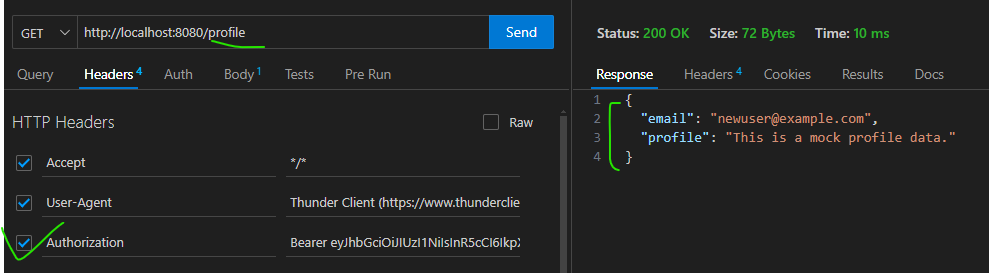 GET http://localhost:8080/profile Send
Query Headers 4 Auth Body 1 Tests Pre Run
HTTP Headers Raw
Accept */*
User-Agent Thunder Client (https://www.thunderclie
Authorization Bearer eyJhbGciOiJIUzI1NiIsInR5cCI6IkpX
Status: 200 OK Size: 72 Bytes Time: 10 ms
Response Headers 4 Cookies Results Docs
1 {
2 "email": "newuser@example.com",
3 "profile": "This is a mock profile data."
4 }